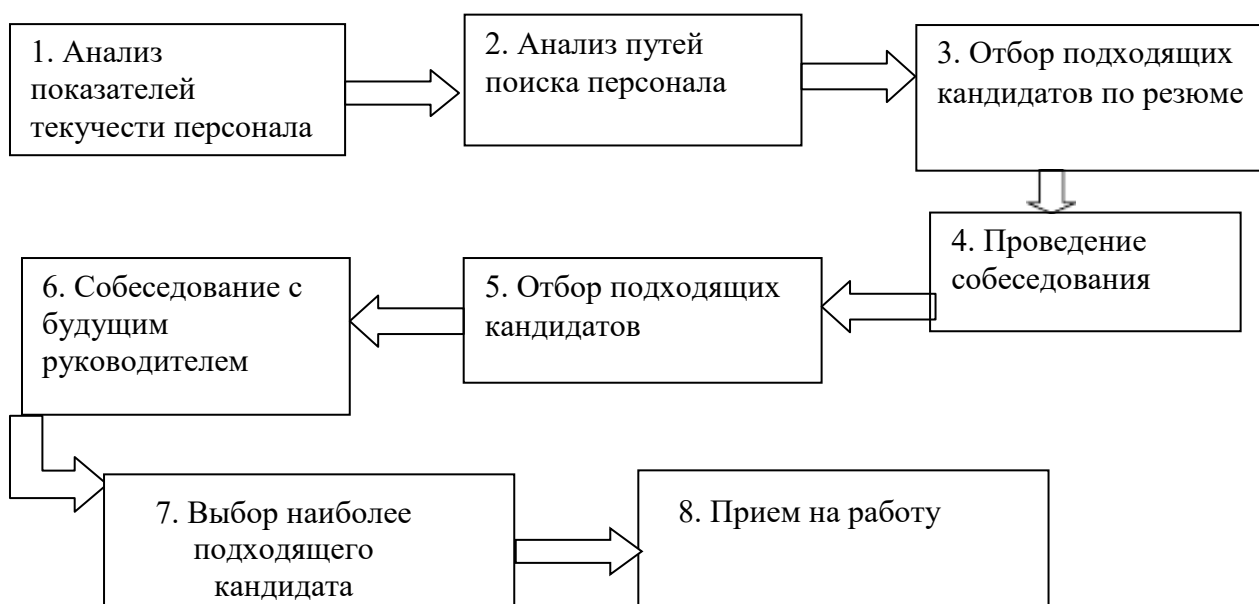 1. Анализ
показателей
текучести персонала
2. Анализ путей
поиска персонала
3. Отбор подходящих
кандидатов по резюме
4. Проведение
собеседования
5. Отбор подходящих
кандидатов
6. Собеседование с
будущим
руководителем
7. Выбор наиболее
подходящего
кандидата
8. Прием на работу